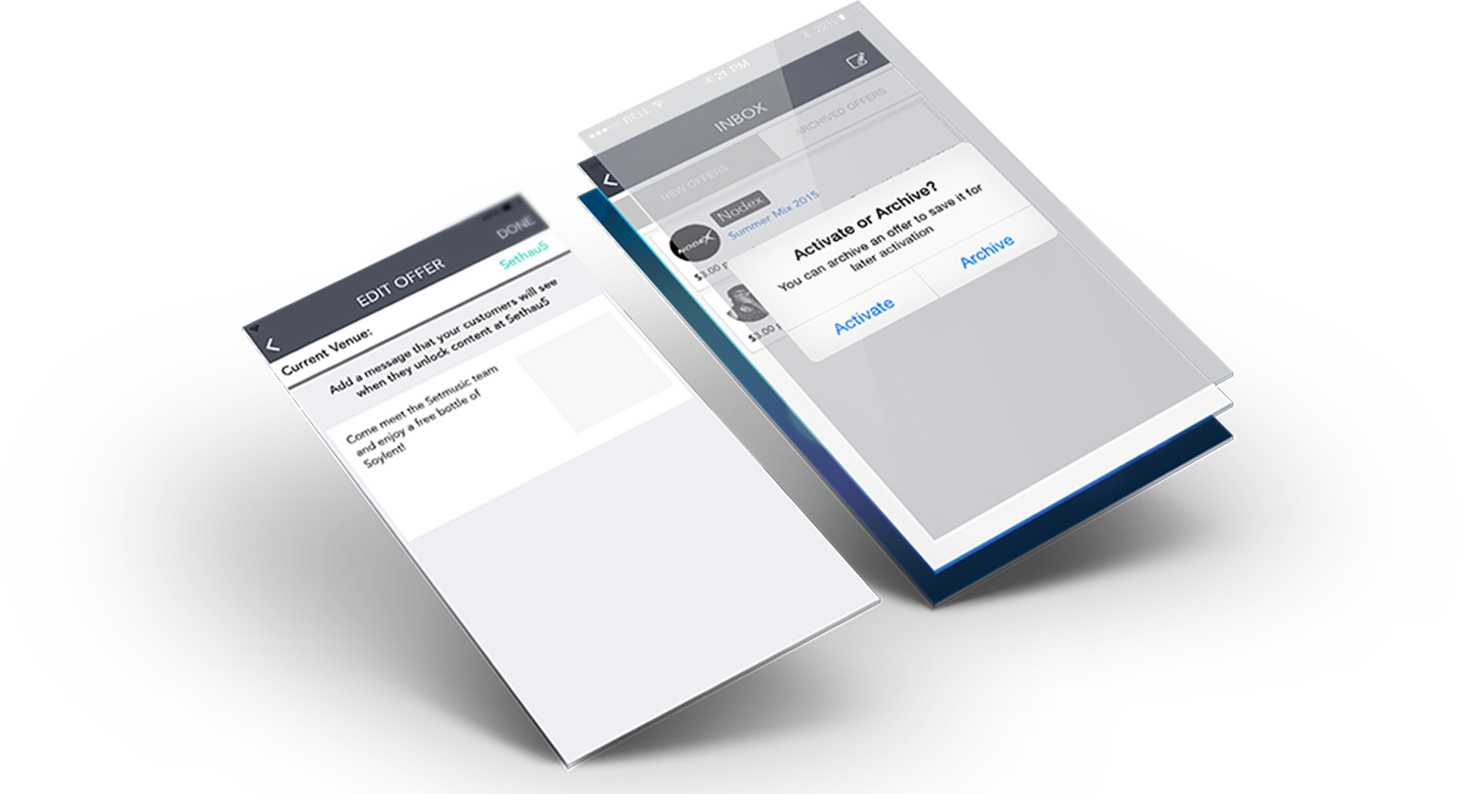 DONE
EDIT OFFER
Current Venue:
Sethau5
Add a message that your customers will see
when they unlock content at Sethau5
Come meet the Setmusic team
and enjoy a free bottle of
Soylent!
BELL
4:21 PM
22%
INBOX
NEW OFFERS
ARCHIVED OFFERS
NODEX
Nodex
Summer Mix 2015
$3.00
$3.00
Activate or Archive?
You can archive an offer to save it for
later activation
Activate
Archive